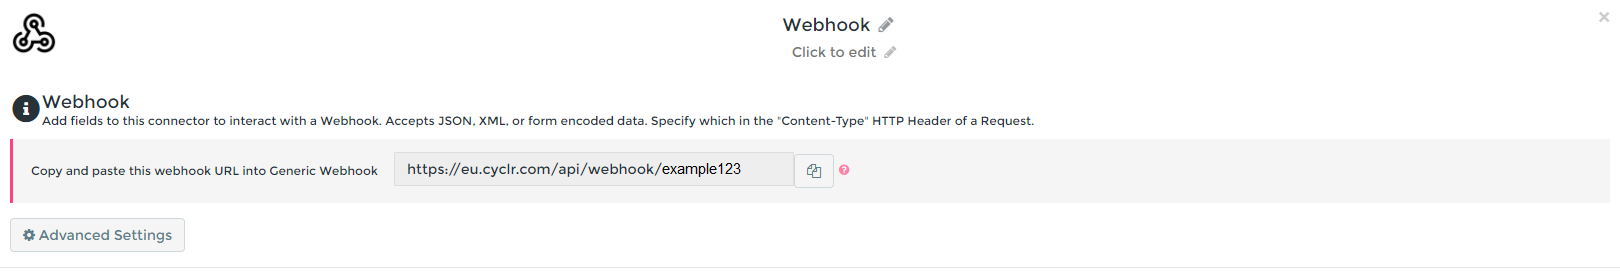 Webhook
Click to edit
Webhook
Add fields to this connector to interact with a Webhook. Accepts JSON, XML, or form encoded data. Specify which in the "Content-Type" HTTP Header of a Request.
Copy and paste this webhook URL into Generic Webhook https://eu.cyclr.com/api/webhook/example123
Advanced Settings